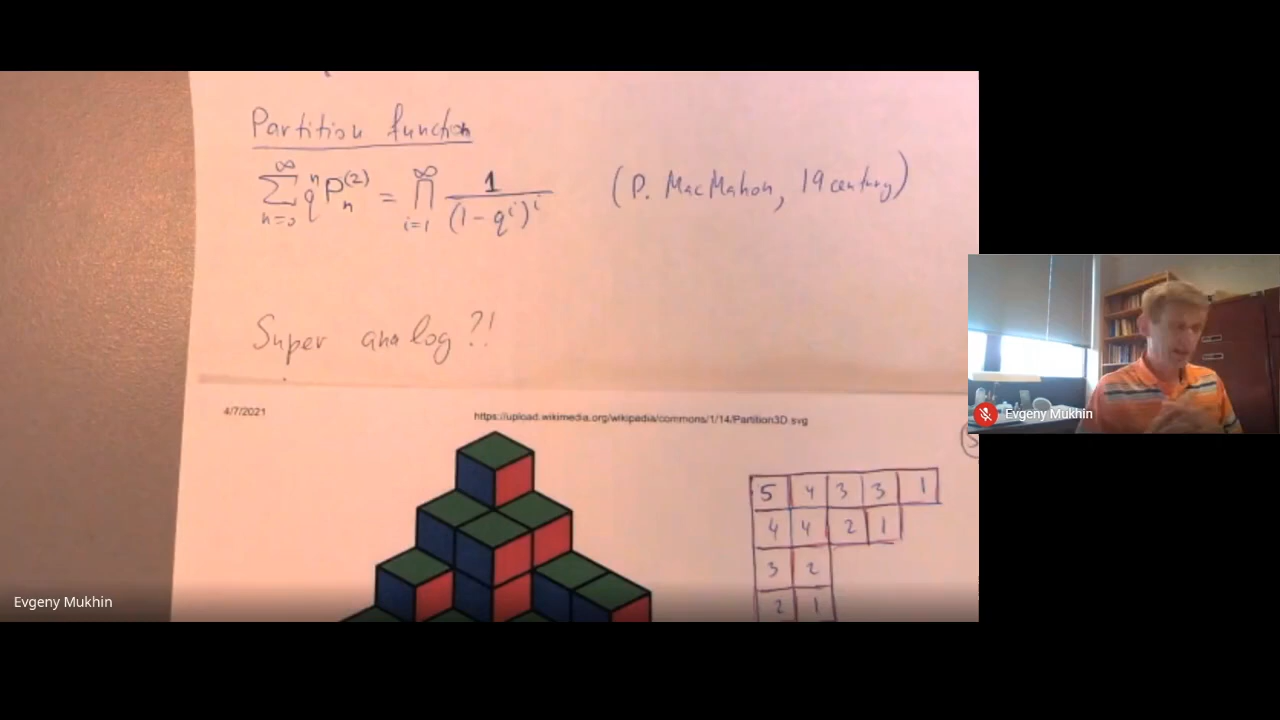 Partition function
∑_{n=0}^{∞} q^n P_n^{(2)} = ∏_{i=1}^{∞} 1/(1-q^i)^i (P. MacMahon, 19 century)
Super analog?!
4/7/2021 https://upload.wikimedia.org/wikipedia/commons/1/14/Partition3D.svg
5 4 3 3 1
4 4 2 1
3 2
2 1
Evgeny Mukhin
Evgeny Mukhin